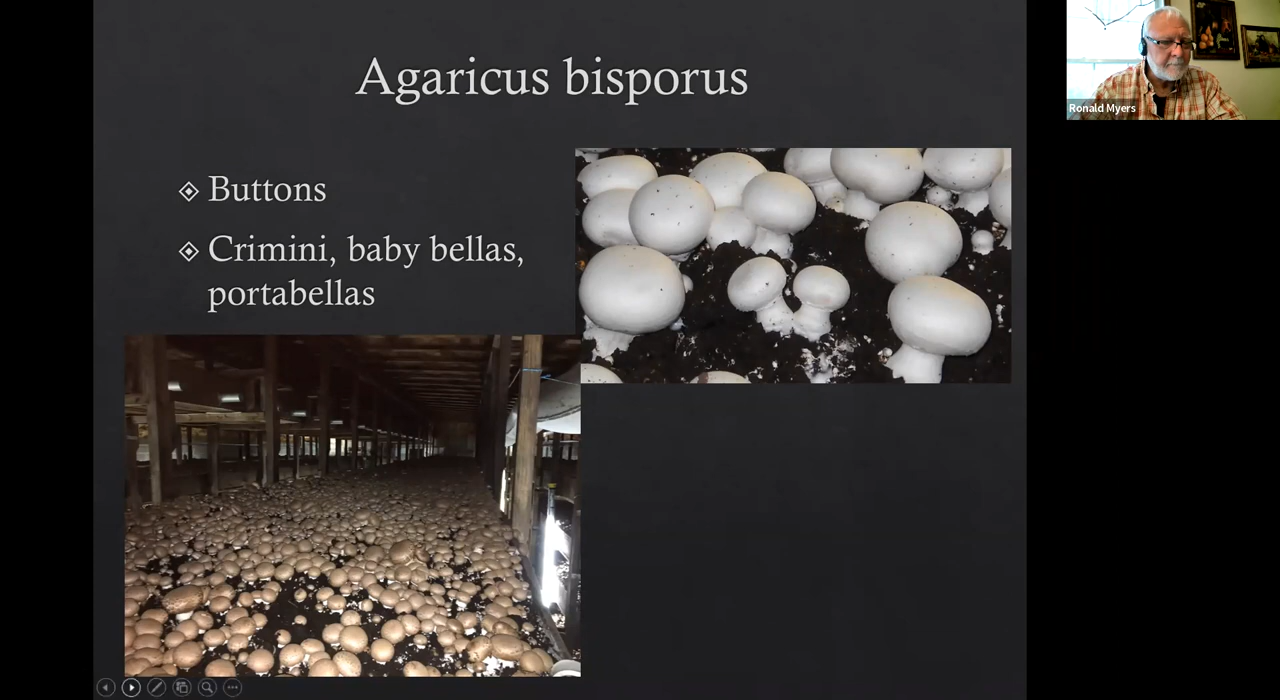 Agaricus bisporus
Buttons
Crimini, baby bellas,
portabellas
Ronald Myers